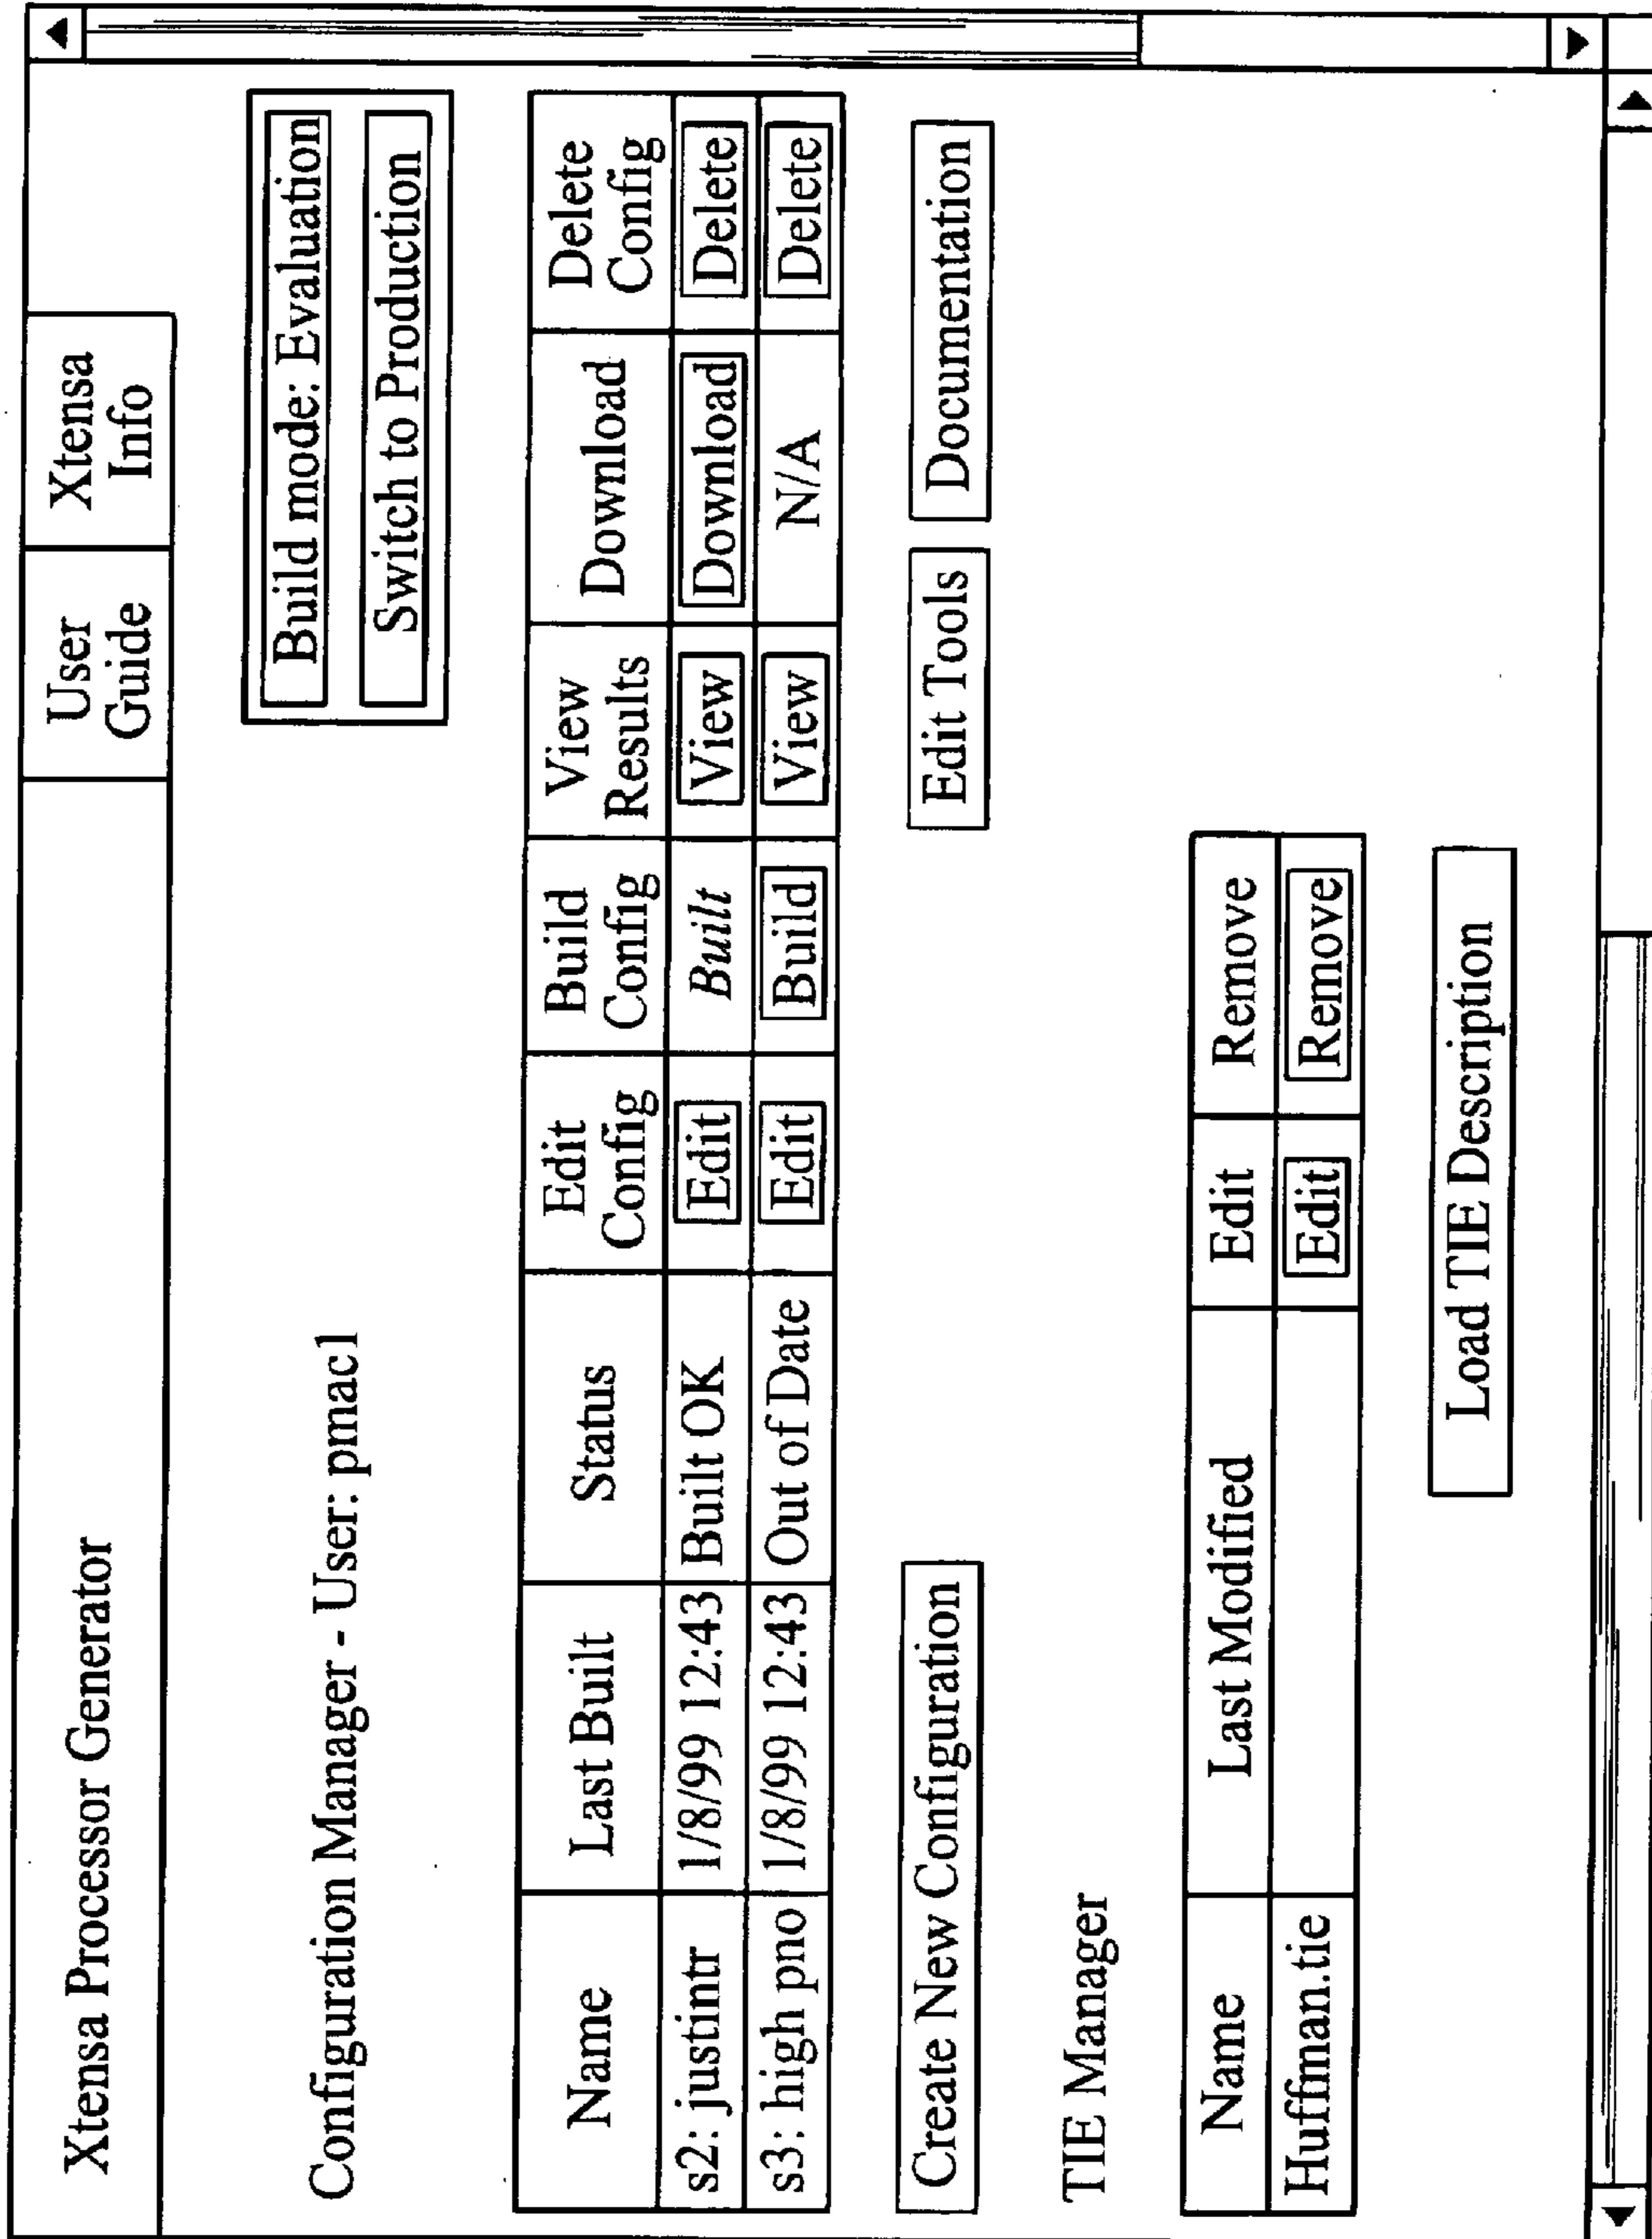 Xtensa Processor Generator
User Guide
Xtensa Info
Build mode: Evaluation
Switch to Production
Configuration Manager - User: pmac1
Name Last Built Status Edit Config Build Config View Results Download Delete Config
s2: justintr 1/8/99 12:43 Built OK Edit Built View Download Delete
s3: high pno 1/8/99 12:43 Out of Date Edit Build View N/A Delete
Create New Configuration Edit Tools Documentation
TIE Manager
Name Last Modified Edit Remove
Huffman.tie Edit Remove
Load TIE Description